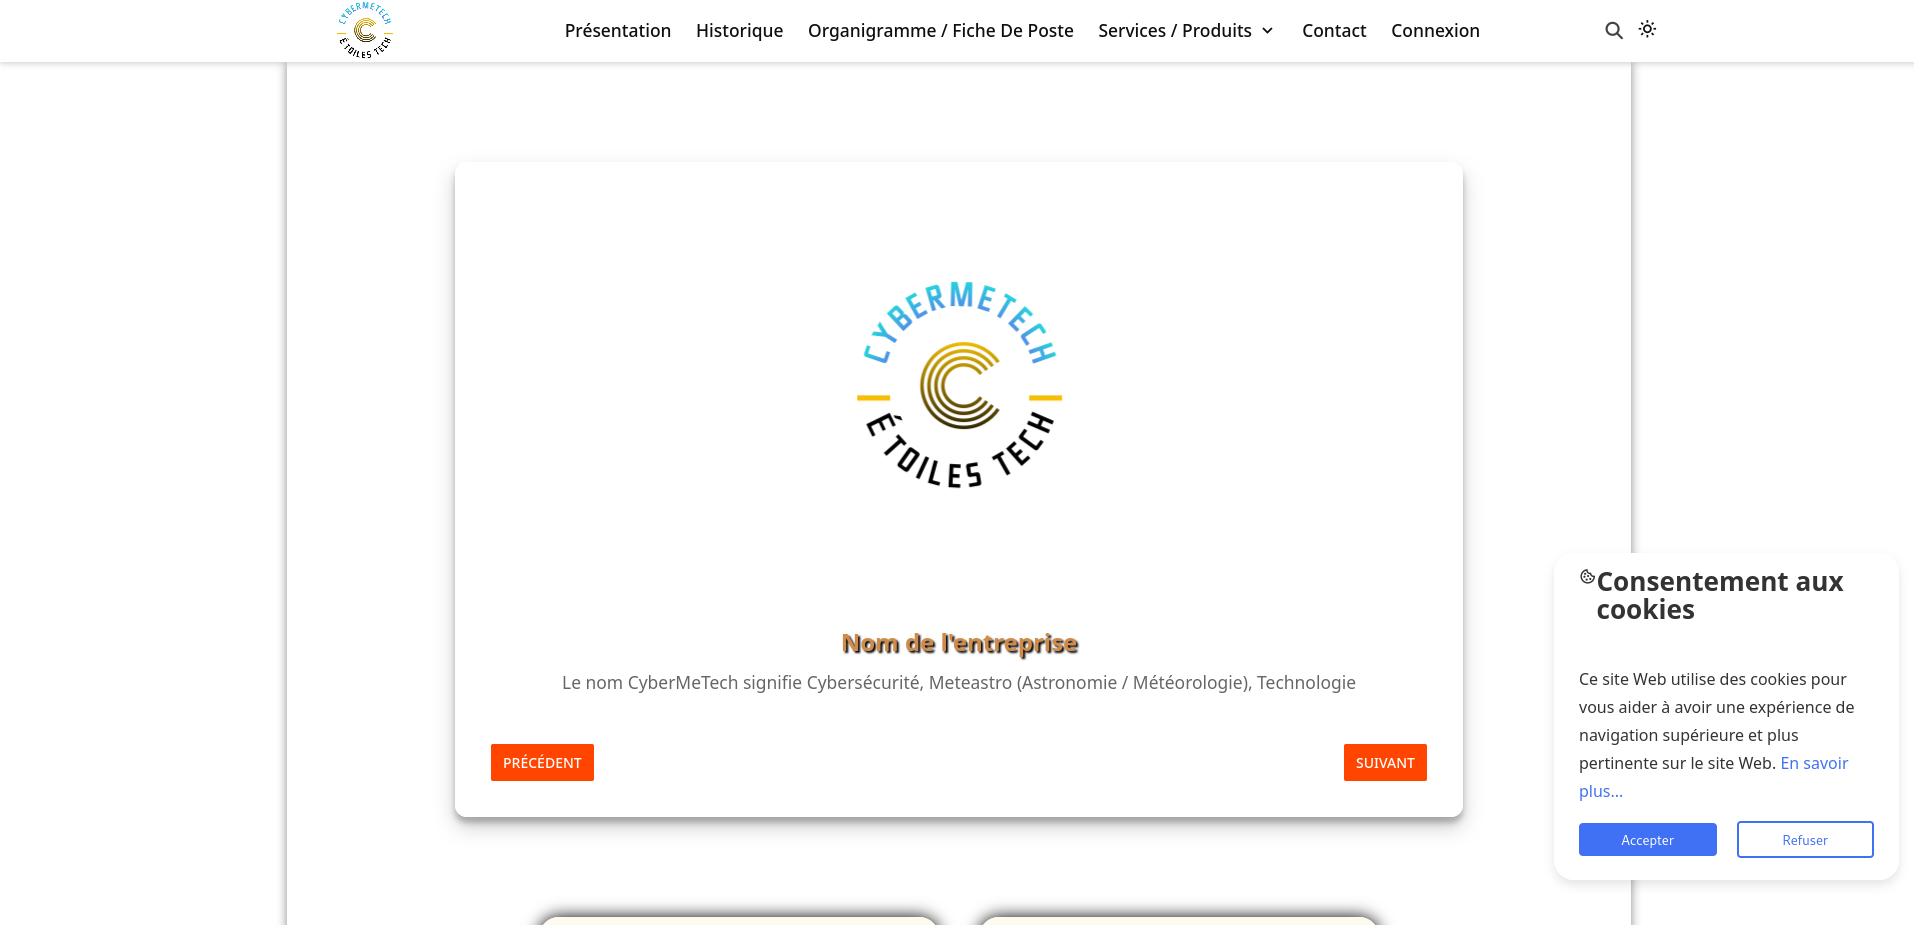 CYBERMETECH
ÉTOILES TECH
Présentation Historique Organigramme / Fiche De Poste Services / Produits Contact Connexion
CYBERMETECH
C
ÉTOILES TECH
Nom de l'entreprise
Le nom CyberMeTech signifie Cybersécurité, Meteastro (Astronomie / Météorologie), Technologie
PRÉCÉDENT
SUIVANT
Consentement aux
cookies
Ce site Web utilise des cookies pour
vous aider à avoir une expérience de
navigation supérieure et plus
pertinente sur le site Web. En savoir
plus...
Accepter
Refuser